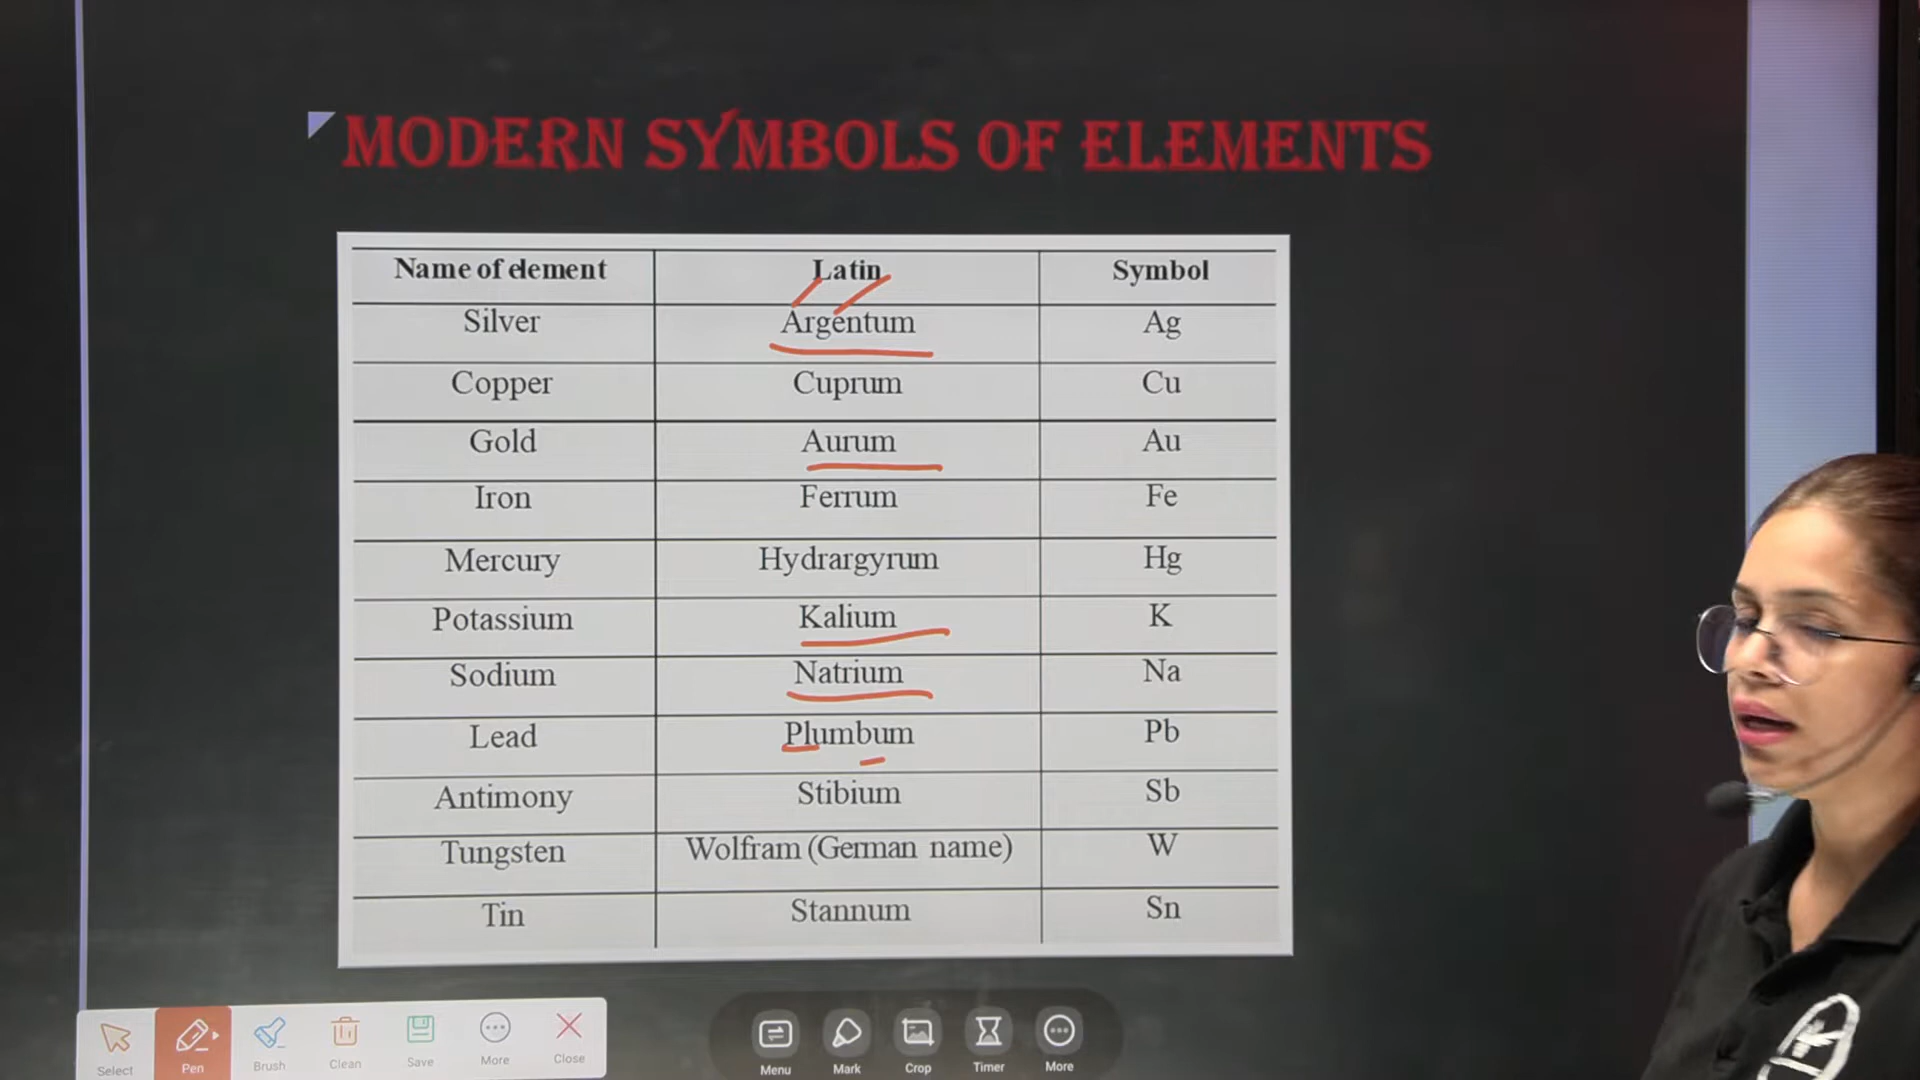 MODERN SYMBOLS OF ELEMENTS
Name of element Latin Symbol
Silver Argentum Ag
Copper Cuprum Cu
Gold Aurum Au
Iron Ferrum Fe
Mercury Hydrargyrum Hg
Potassium Kalium K
Sodium Natrium Na
Lead Plumbum Pb
Antimony Stibium Sb
Tungsten Wolfram (German name) W
Tin Stannum Sn
Select Pen Brush Clean Save More Close
Menu Mark Crop Timer More